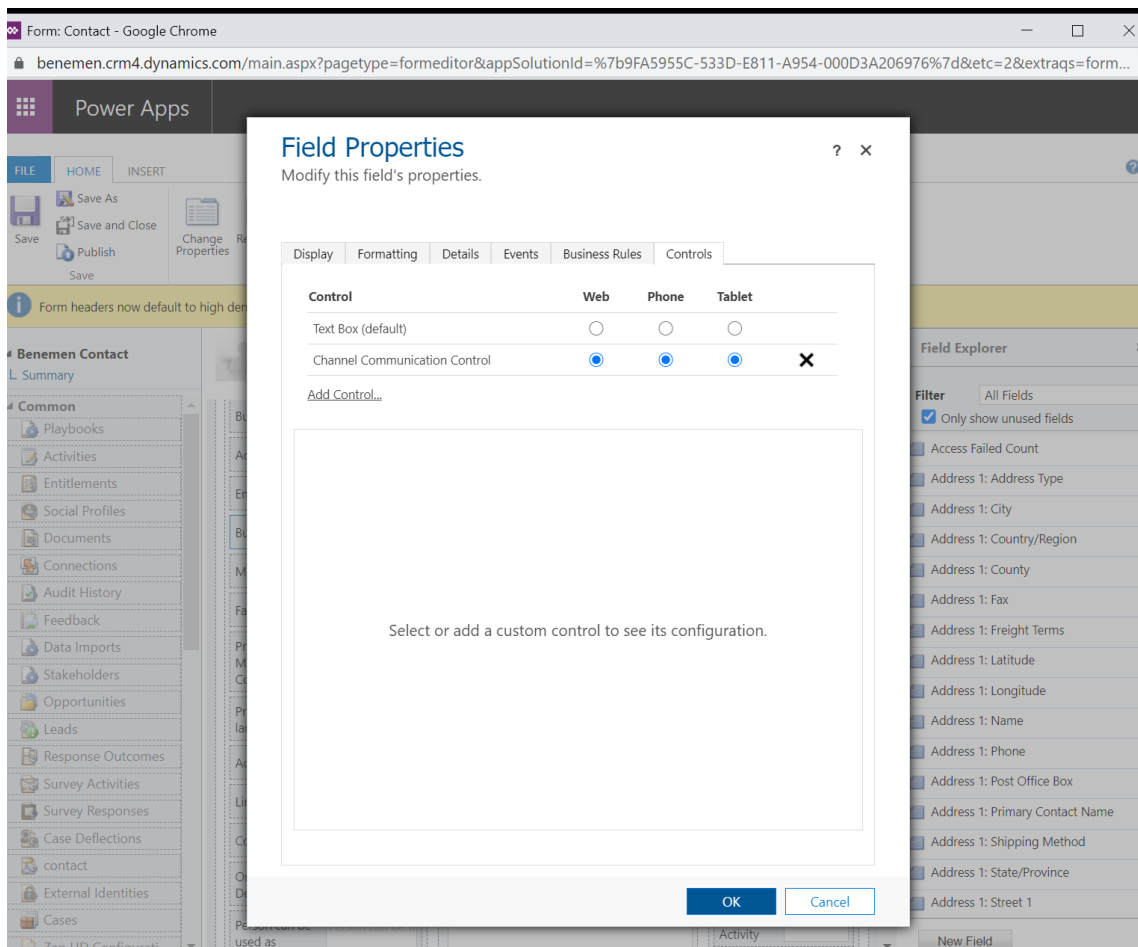 Form: Contact - Google Chrome
benemen.crm4.dynamics.com/main.aspx?pagetype=formeditor&appSolutionId=%7b9FA5955C-533D-E811-A954-000D3A206976%7d&etc=2&extraqs=form...
Power Apps
FILE HOME INSERT
Save
Save As
Save and Close
Publish
Save
Change Properties
Re
Form headers now default to high den
Benemen Contact
Summary
Common
Playbooks
Activities
Entitlements
Social Profiles
Documents
Connections
Audit History
Feedback
Data Imports
Stakeholders
Opportunities
Leads
Response Outcomes
Survey Activities
Survey Responses
Case Deflections
contact
External Identities
Cases
Field Properties
? ×
Modify this field's properties.
Display Formatting Details Events Business Rules Controls
Control Web Phone Tablet
Text Box (default)
Channel Communication Control
Add Control...
Select or add a custom control to see its configuration.
OK Cancel
used as
Activity
Field Explorer
Filter All Fields
Only show unused fields
Access Failed Count
Address 1: Address Type
Address 1: City
Address 1: Country/Region
Address 1: County
Address 1: Fax
Address 1: Freight Terms
Address 1: Latitude
Address 1: Longitude
Address 1: Name
Address 1: Phone
Address 1: Post Office Box
Address 1: Primary Contact Name
Address 1: Shipping Method
Address 1: State/Province
Address 1: Street 1
New Field